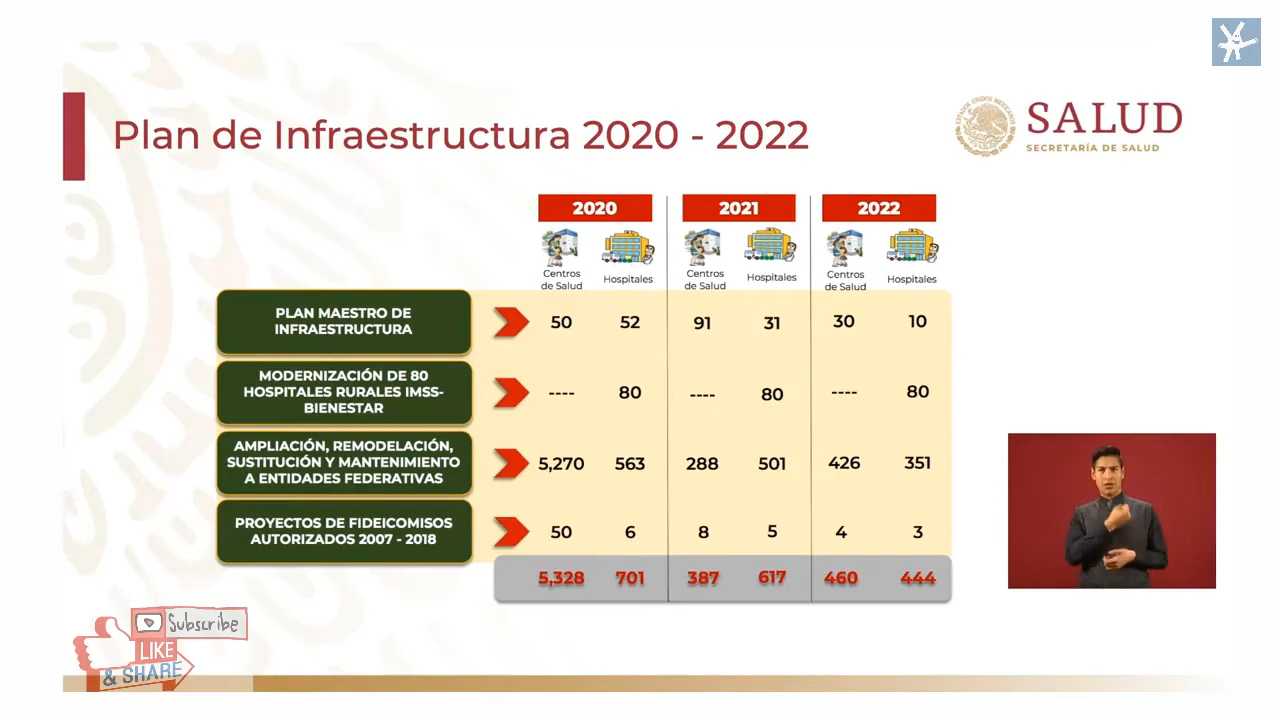 Plan de Infraestructura 2020 - 2022
SALUD
SECRETARÍA DE SALUD
ESTADOS UNIDOS MEXICANOS
2020 2021 2022
Centros de Salud Hospitales Centros de Salud Hospitales Centros de Salud Hospitales
PLAN MAESTRO DE
INFRAESTRUCTURA
50 52 91 31 30 10
MODERNIZACIÓN DE 80
HOSPITALES RURALES IMSS-
BIENESTAR
---- 80 ---- 80 ---- 80
AMPLIACIÓN, REMODELACIÓN,
SUSTITUCIÓN Y MANTENIMIENTO
A ENTIDADES FEDERATIVAS
5,270 563 288 501 426 351
PROYECTOS DE FIDEICOMISOS
AUTORIZADOS 2007 - 2018
50 6 8 5 4 3
5,328 701 387 617 460 444
Subscribe
LIKE
& SHARE